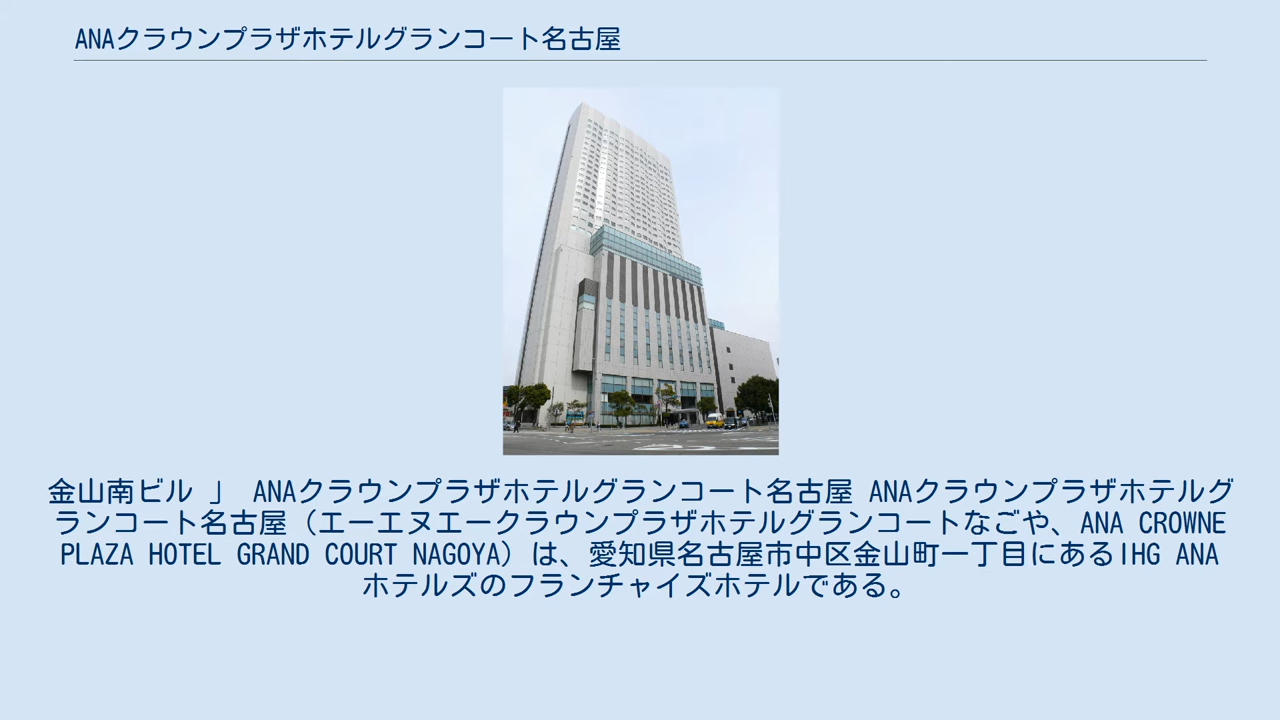 ANAクラウンプラザホテルグランコート名古屋
金山南ビル 」 ANAクラウンプラザホテルグランコート名古屋 ANAクラウンプラザホテルグ
ランコート名古屋（エーエヌエークラウンプラザホテルグランコートなごや、ANA CROWNE
PLAZA HOTEL GRAND COURT NAGOYA）は、愛知県名古屋市中区金山町一丁目にあるIHG ANA
ホテルズのフランチャイズホテルである。